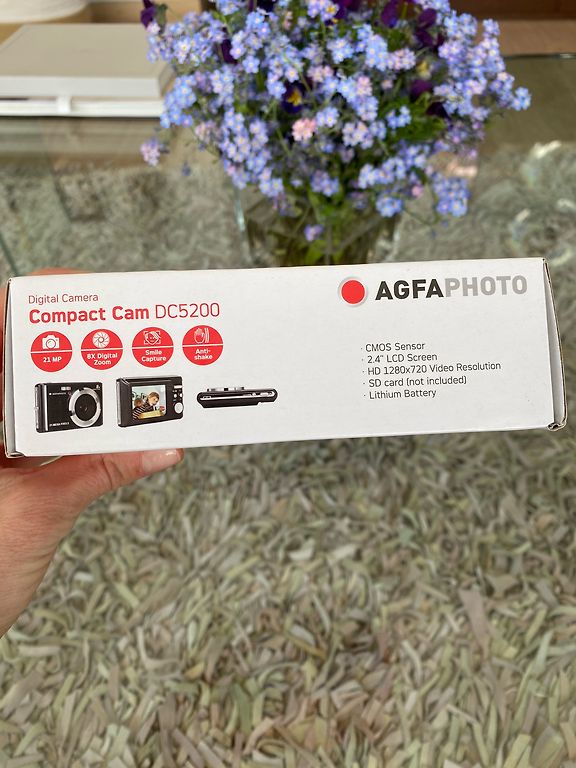 Digital Camera
Compact Cam DC5200
AGFAPHOTO
21 MP
8X Digital
Zoom
Smile
Capture
Anti-
shake
· CMOS Sensor
· 2.4" LCD Screen
· HD 1280x720 Video Resolution
· SD card (not included)
· Lithium Battery